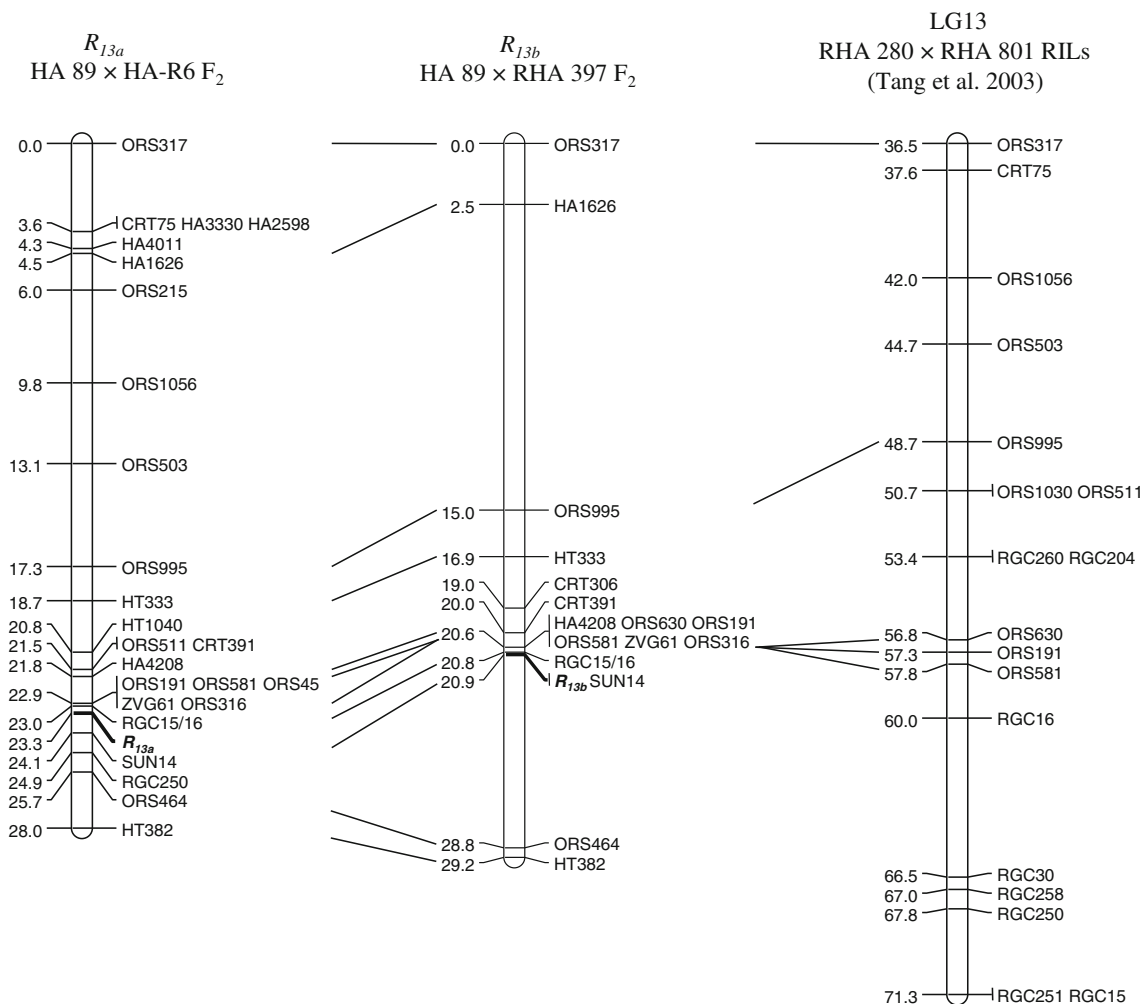 R13a
HA 89 × HA-R6 F2
0.0 ORS317
3.6 CRT75 HA3330 HA2598
4.3 HA4011
4.5 HA1626
6.0 ORS215
9.8 ORS1056
13.1 ORS503
17.3 ORS995
18.7 HT333
20.8 HT1040
21.5 ORS511 CRT391
21.8 HA4208
22.9 ORS191 ORS581 ORS45
ZVG61 ORS316
23.0 RGC15/16
23.3 R13a
24.1 SUN14
24.9 RGC250
25.7 ORS464
28.0 HT382
R13b
HA 89 × RHA 397 F2
0.0 ORS317
2.5 HA1626
15.0 ORS995
16.9 HT333
19.0 CRT306
20.0 CRT391
20.6 HA4208 ORS630 ORS191
ORS581 ZVG61 ORS316
20.8 RGC15/16
20.9 R13b SUN14
28.8 ORS464
29.2 HT382
LG13
RHA 280 × RHA 801 RILs
(Tang et al. 2003)
36.5 ORS317
37.6 CRT75
42.0 ORS1056
44.7 ORS503
48.7 ORS995
50.7 ORS1030 ORS511
53.4 RGC260 RGC204
56.8 ORS630
57.3 ORS191
57.8 ORS581
60.0 RGC16
66.5 RGC30
67.0 RGC258
67.8 RGC250
71.3 RGC251 RGC15